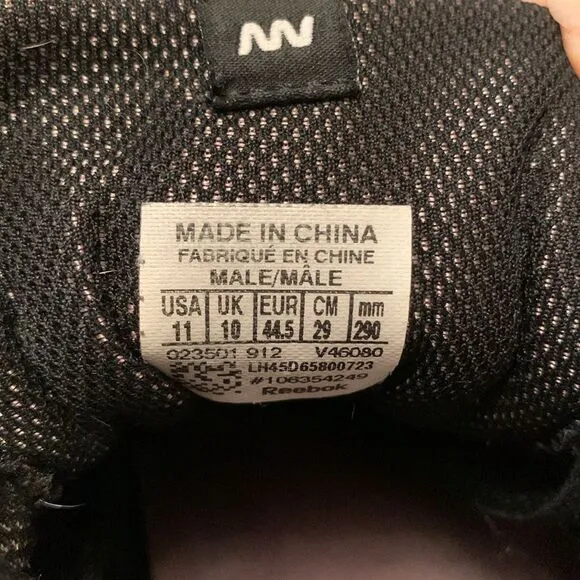 MADE IN CHINA
FABRIQUÉ EN CHINE
MALE/MÂLE
USA UK EUR CM mm
11 10 44.5 29 290
023501 912 V46080
LH45D65800723
#106354249
Reebok